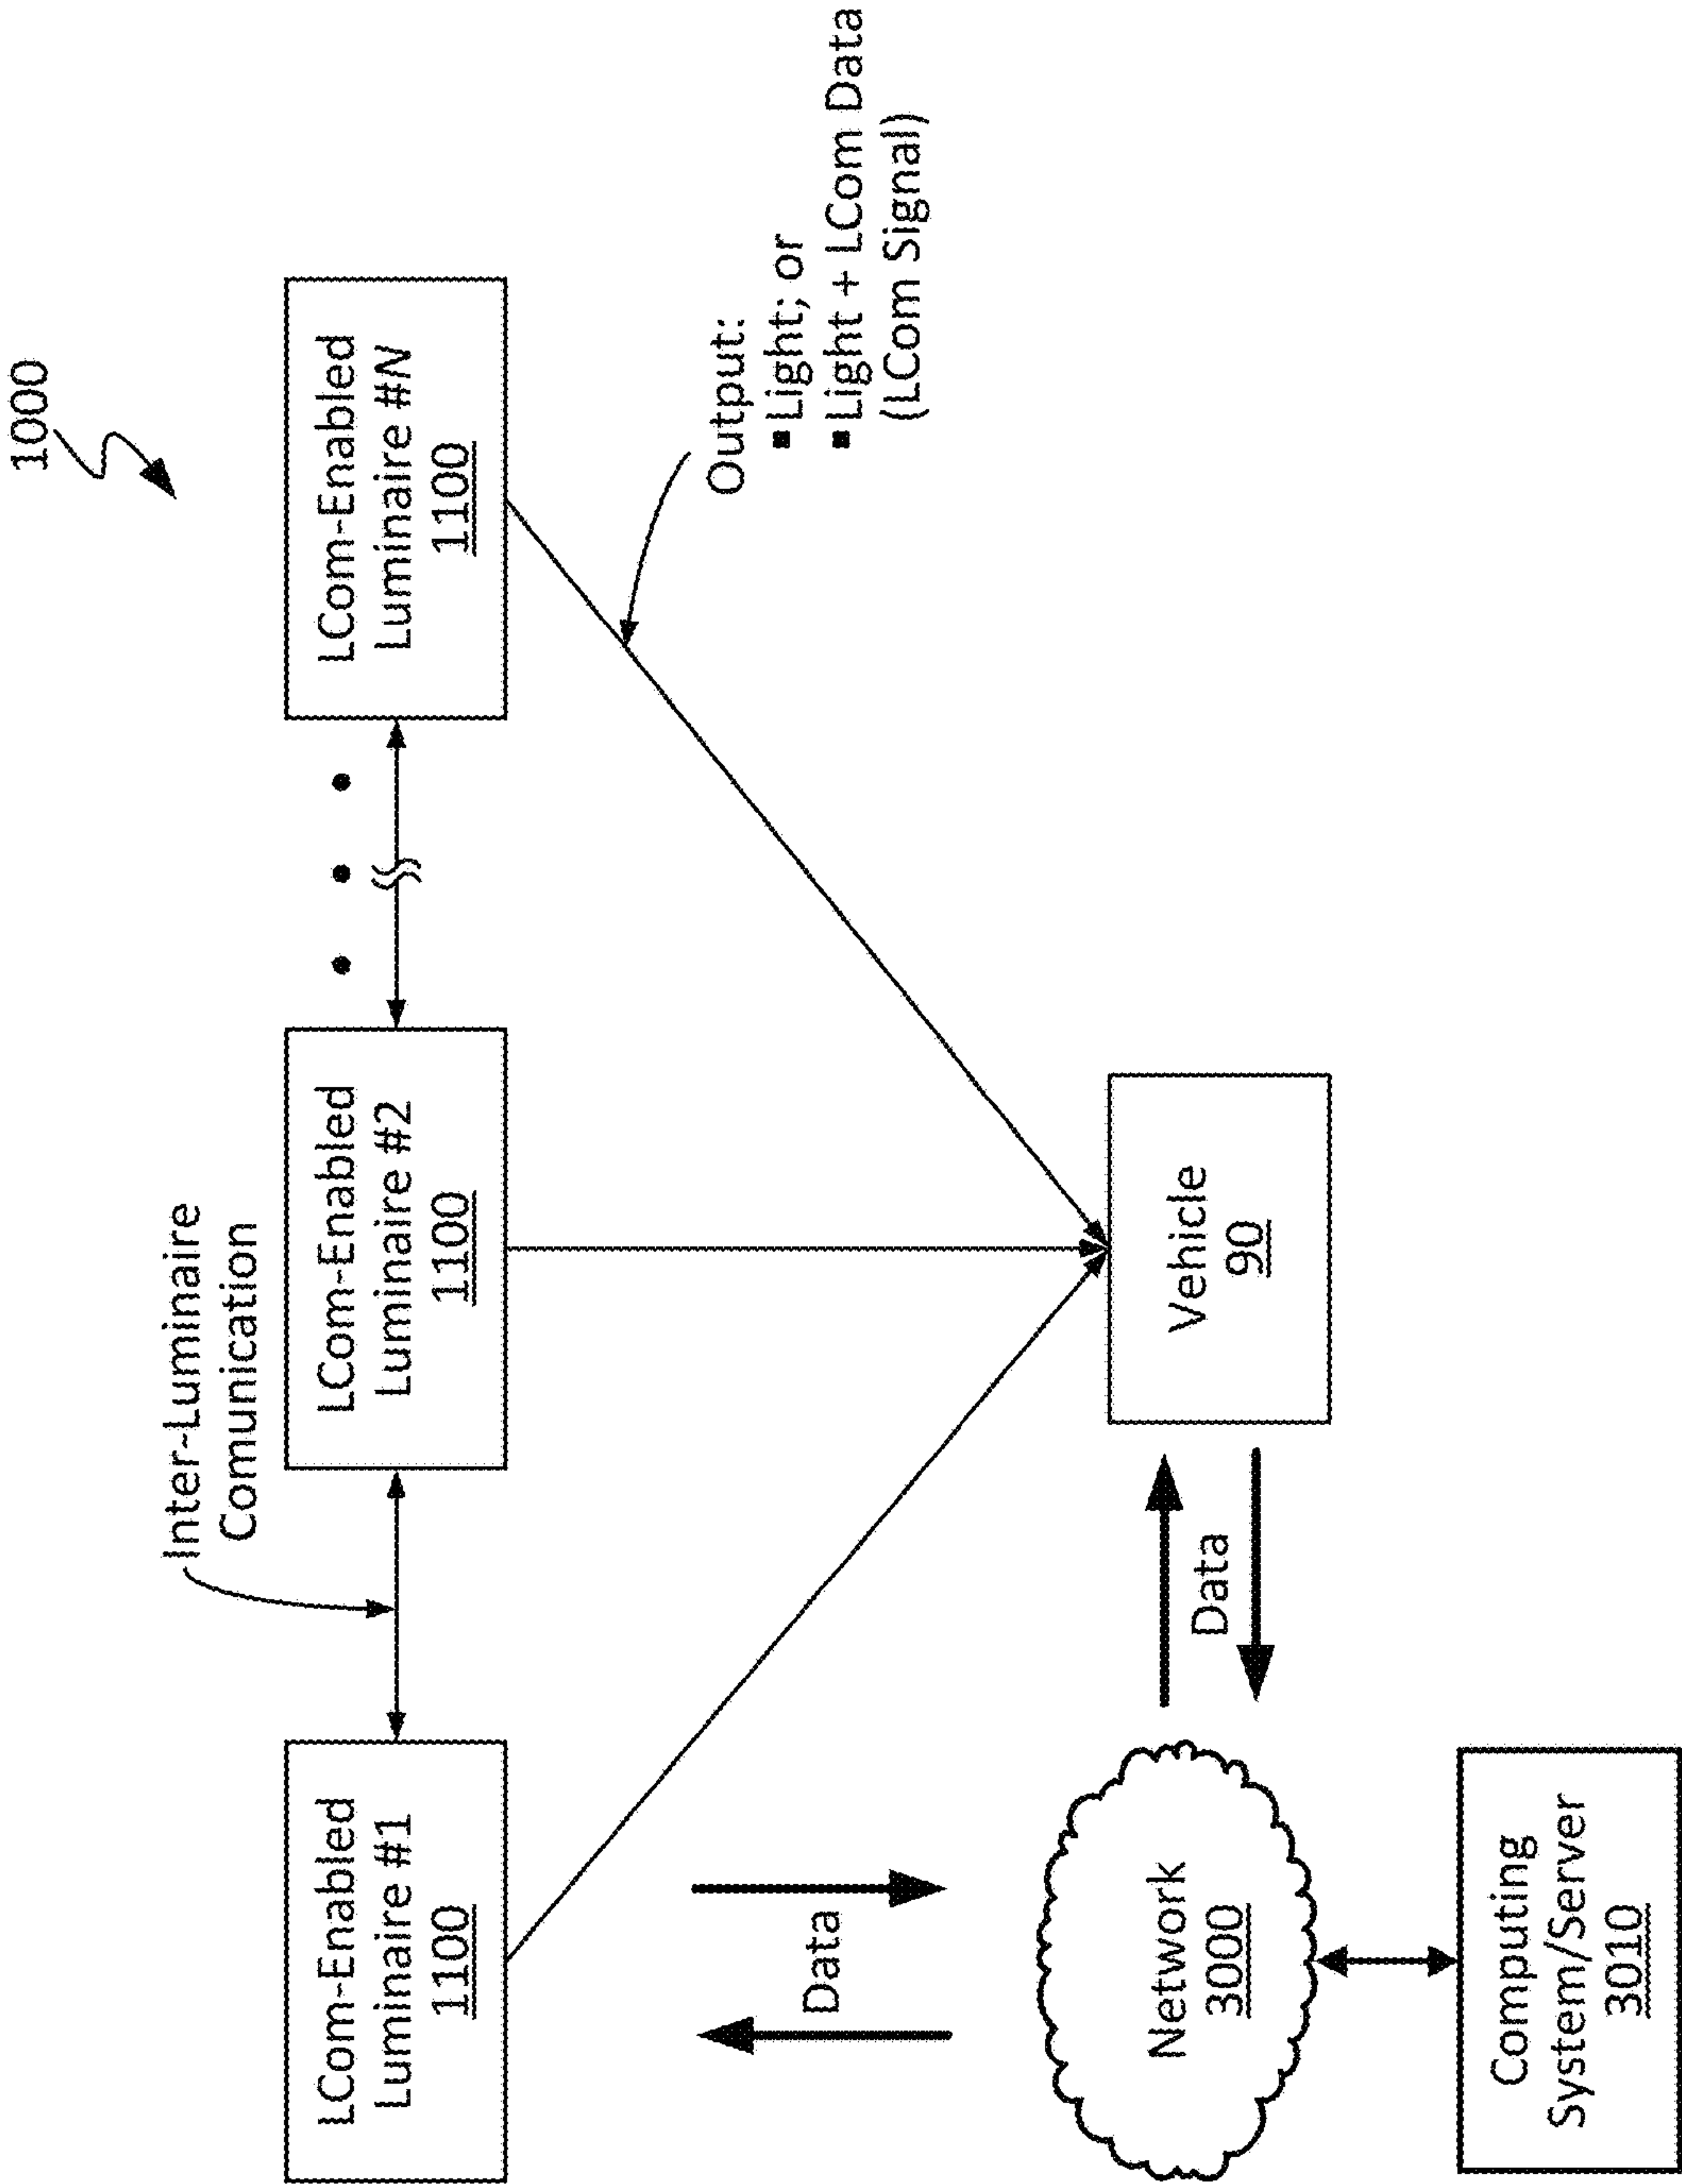 1000
Inter-Luminaire
Comunication
LCom-Enabled
Luminaire #1
1100
LCom-Enabled
Luminaire #2
1100
LCom-Enabled
Luminaire #N
1100
Output:
▪ Light; or
▪ Light + LCom Data
(LCom Signal)
Data
Vehicle
90
Data
Network
3000
Computing
System/Server
3010